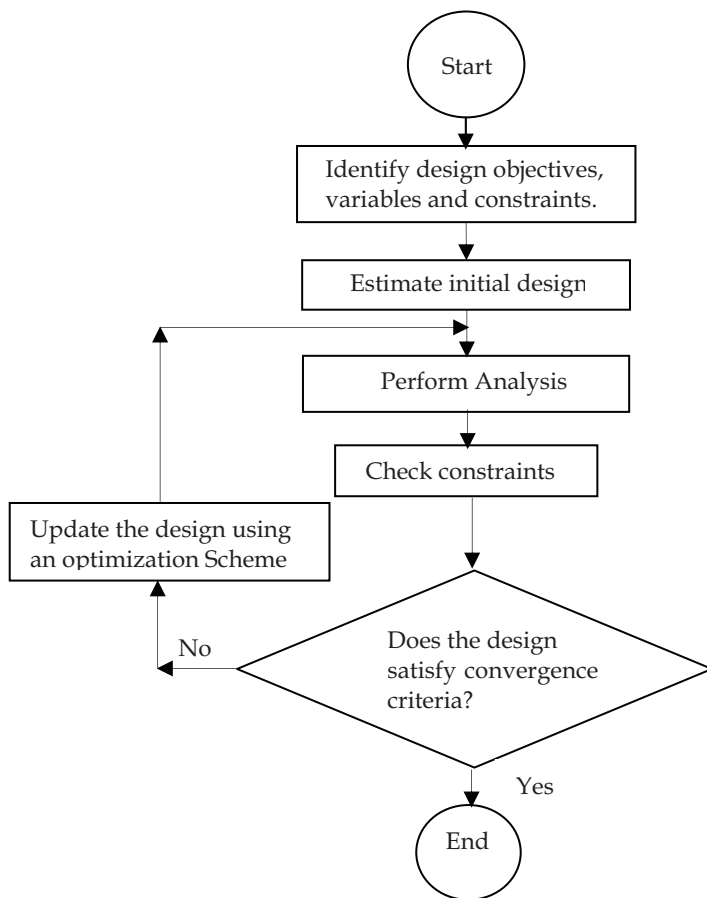 Start
Identify design objectives,
variables and constraints.
Estimate initial design
Perform Analysis
Check constraints
Update the design using
an optimization Scheme
Does the design
satisfy convergence
criteria?
No
Yes
End